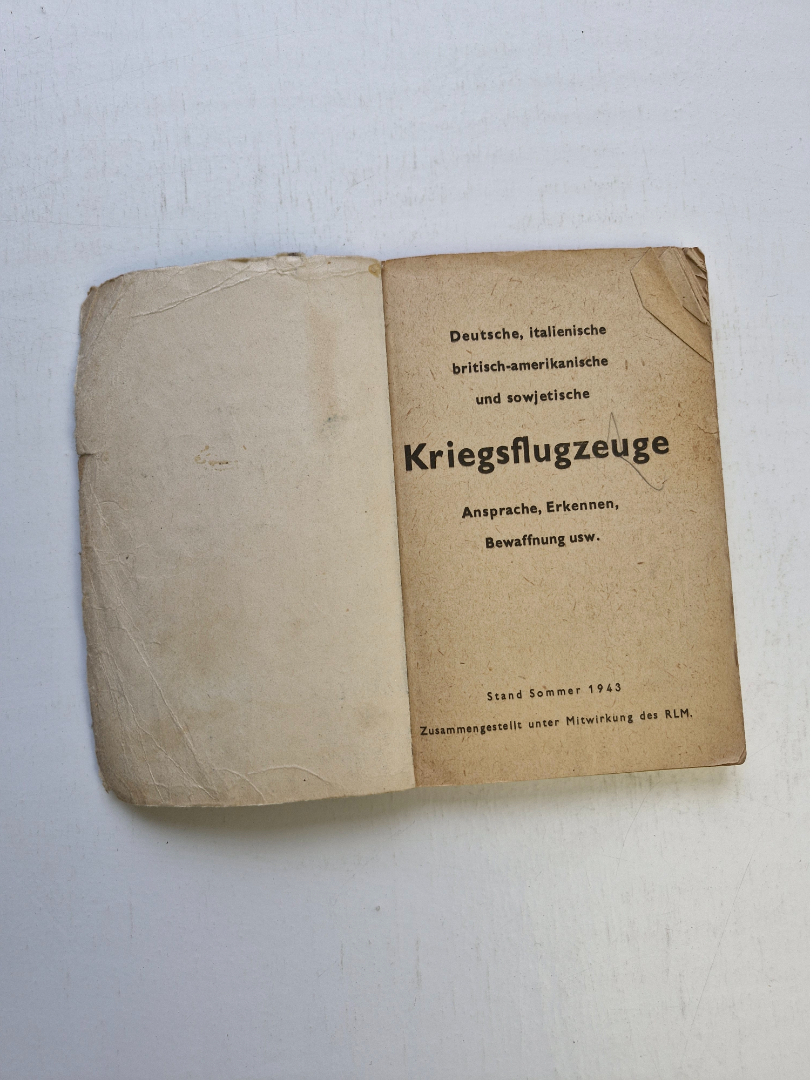 Deutsche, italienische
britisch-amerikanische
und sowjetische
Kriegsflugzeuge
Ansprache, Erkennen,
Bewaffnung usw.
Stand Sommer 1943
Zusammengestellt unter Mitwirkung des RLM.